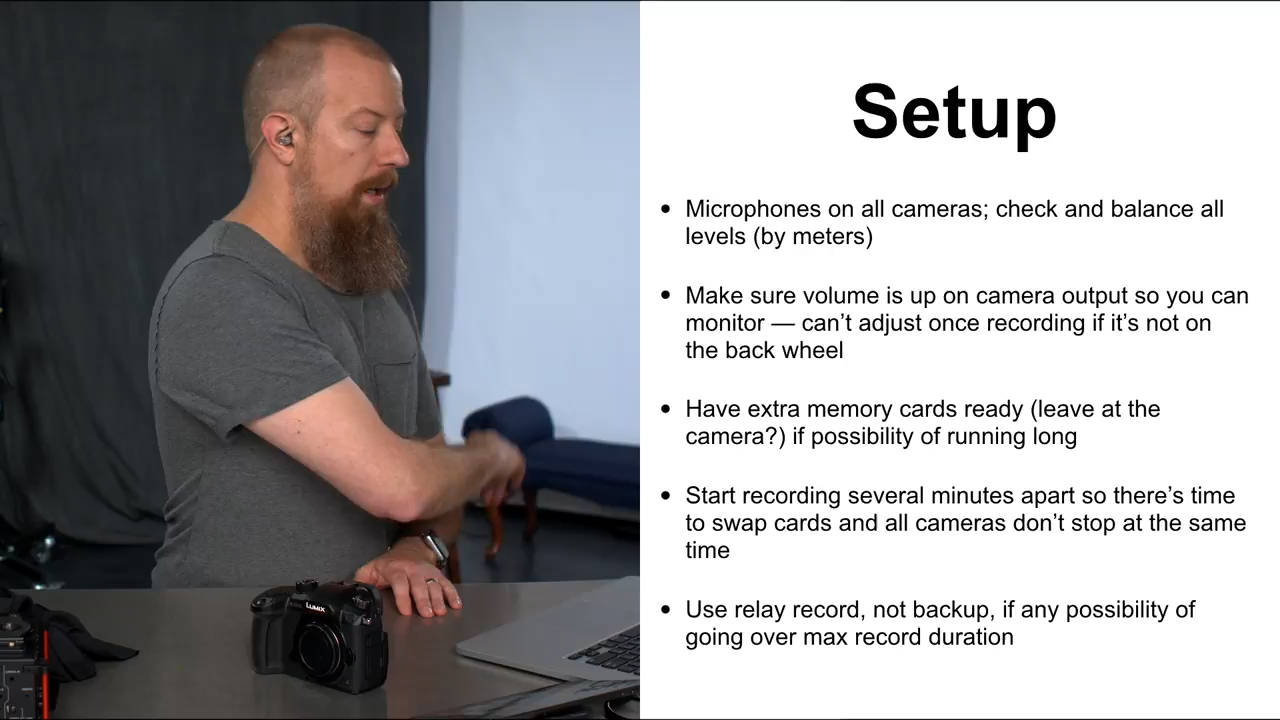 Setup
• Microphones on all cameras; check and balance all
levels (by meters)
• Make sure volume is up on camera output so you can
monitor — can’t adjust once recording if it’s not on
the back wheel
• Have extra memory cards ready (leave at the
camera?) if possibility of running long
• Start recording several minutes apart so there’s time
to swap cards and all cameras don’t stop at the same
time
• Use relay record, not backup, if any possibility of
going over max record duration
LUMIX